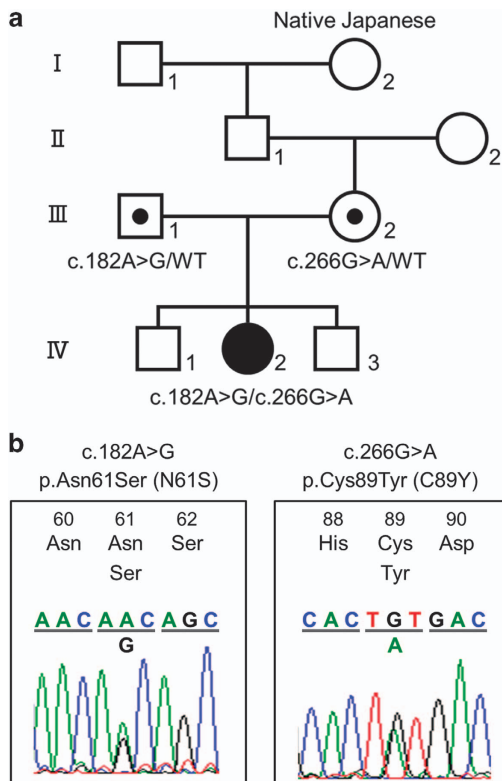 a
Native Japanese
I
1
2
II
1
2
III
1
2
c.182A>G/WT
c.266G>A/WT
IV
1
2
3
c.182A>G/c.266G>A
b
c.182A>G
c.266G>A
p.Asn61Ser (N61S)
p.Cys89Tyr (C89Y)
60 61 62
Asn Asn Ser
Ser
AAC AAC AGC
G
88 89 90
His Cys Asp
Tyr
CAC TGT GAC
A